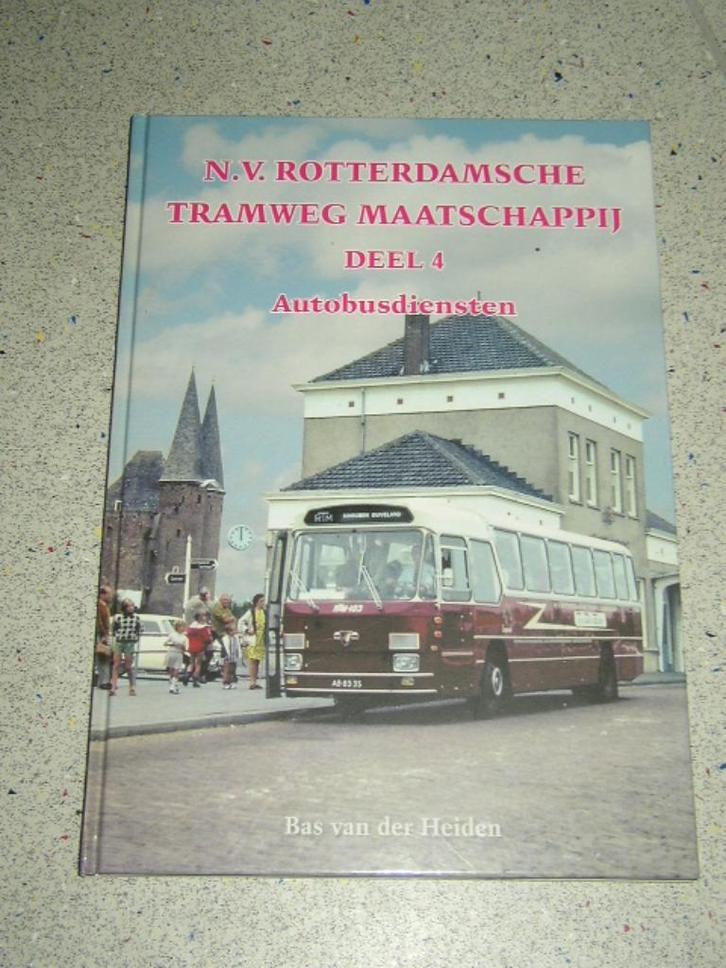 N.V. ROTTERDAMSCHE
TRAMWEG MAATSCHAPPIJ
DEEL 4
Autobusdiensten
RTM
Bas van der Heiden